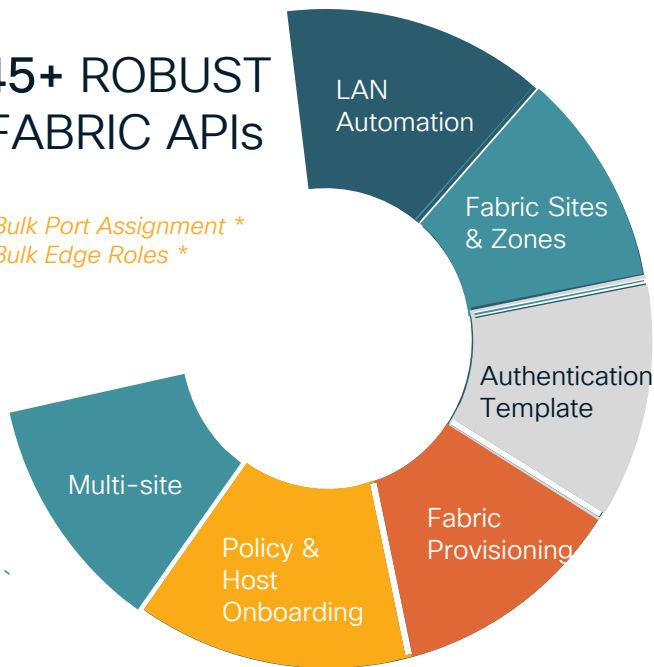 45+ ROBUST
FABRIC APIs
Bulk Port Assignment *
Bulk Edge Roles *
LAN
Automation
Fabric Sites
& Zones
Authentication
Template
Fabric
Provisioning
Policy &
Host
Onboarding
Multi-site